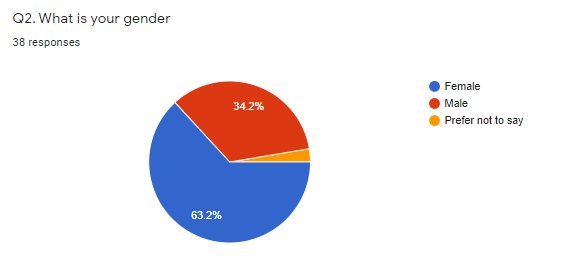 Q2. What is your gender
38 responses
34.2%
63.2%
Female
Male
Prefer not to say